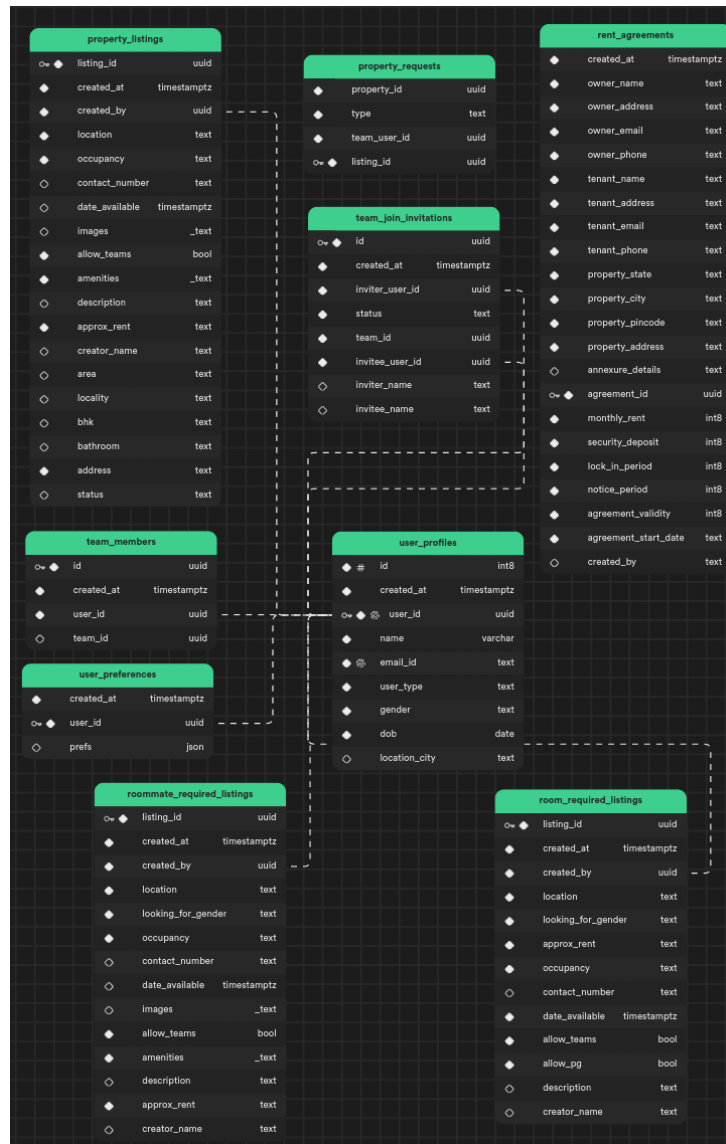 property_listings
listing_id uuid
created_at timestamptz
created_by uuid
location text
occupancy text
contact_number text
date_available timestamptz
images _text
allow_teams bool
amenities _text
description text
approx_rent text
creator_name text
area text
locality text
bhk text
bathroom text
address text
status text
property_requests
property_id uuid
type text
team_user_id uuid
listing_id uuid
team_join_invitations
id uuid
created_at timestamptz
inviter_user_id uuid
status text
team_id uuid
invitee_user_id uuid
inviter_name text
invitee_name text
rent_agreements
created_at timestamptz
owner_name text
owner_address text
owner_email text
owner_phone text
tenant_name text
tenant_address text
tenant_email text
tenant_phone text
property_state text
property_city text
property_pincode text
property_address text
annexure_details text
agreement_id uuid
monthly_rent int8
security_deposit int8
lock_in_period int8
notice_period int8
agreement_validity int8
agreement_start_date text
created_by text
team_members
id uuid
created_at timestamptz
user_id uuid
team_id uuid
user_preferences
created_at timestamptz
user_id uuid
prefs json
user_profiles
# id int8
created_at timestamptz
user_id uuid
name varchar
email_id text
user_type text
gender text
dob date
location_city text
roommate_required_listings
listing_id uuid
created_at timestamptz
created_by uuid
location text
looking_for_gender text
occupancy text
contact_number text
date_available timestamptz
images _text
allow_teams bool
amenities _text
description text
approx_rent text
creator_name text
room_required_listings
listing_id uuid
created_at timestamptz
created_by uuid
location text
looking_for_gender text
approx_rent text
occupancy text
contact_number text
date_available timestamptz
allow_teams bool
allow_pg bool
description text
creator_name text